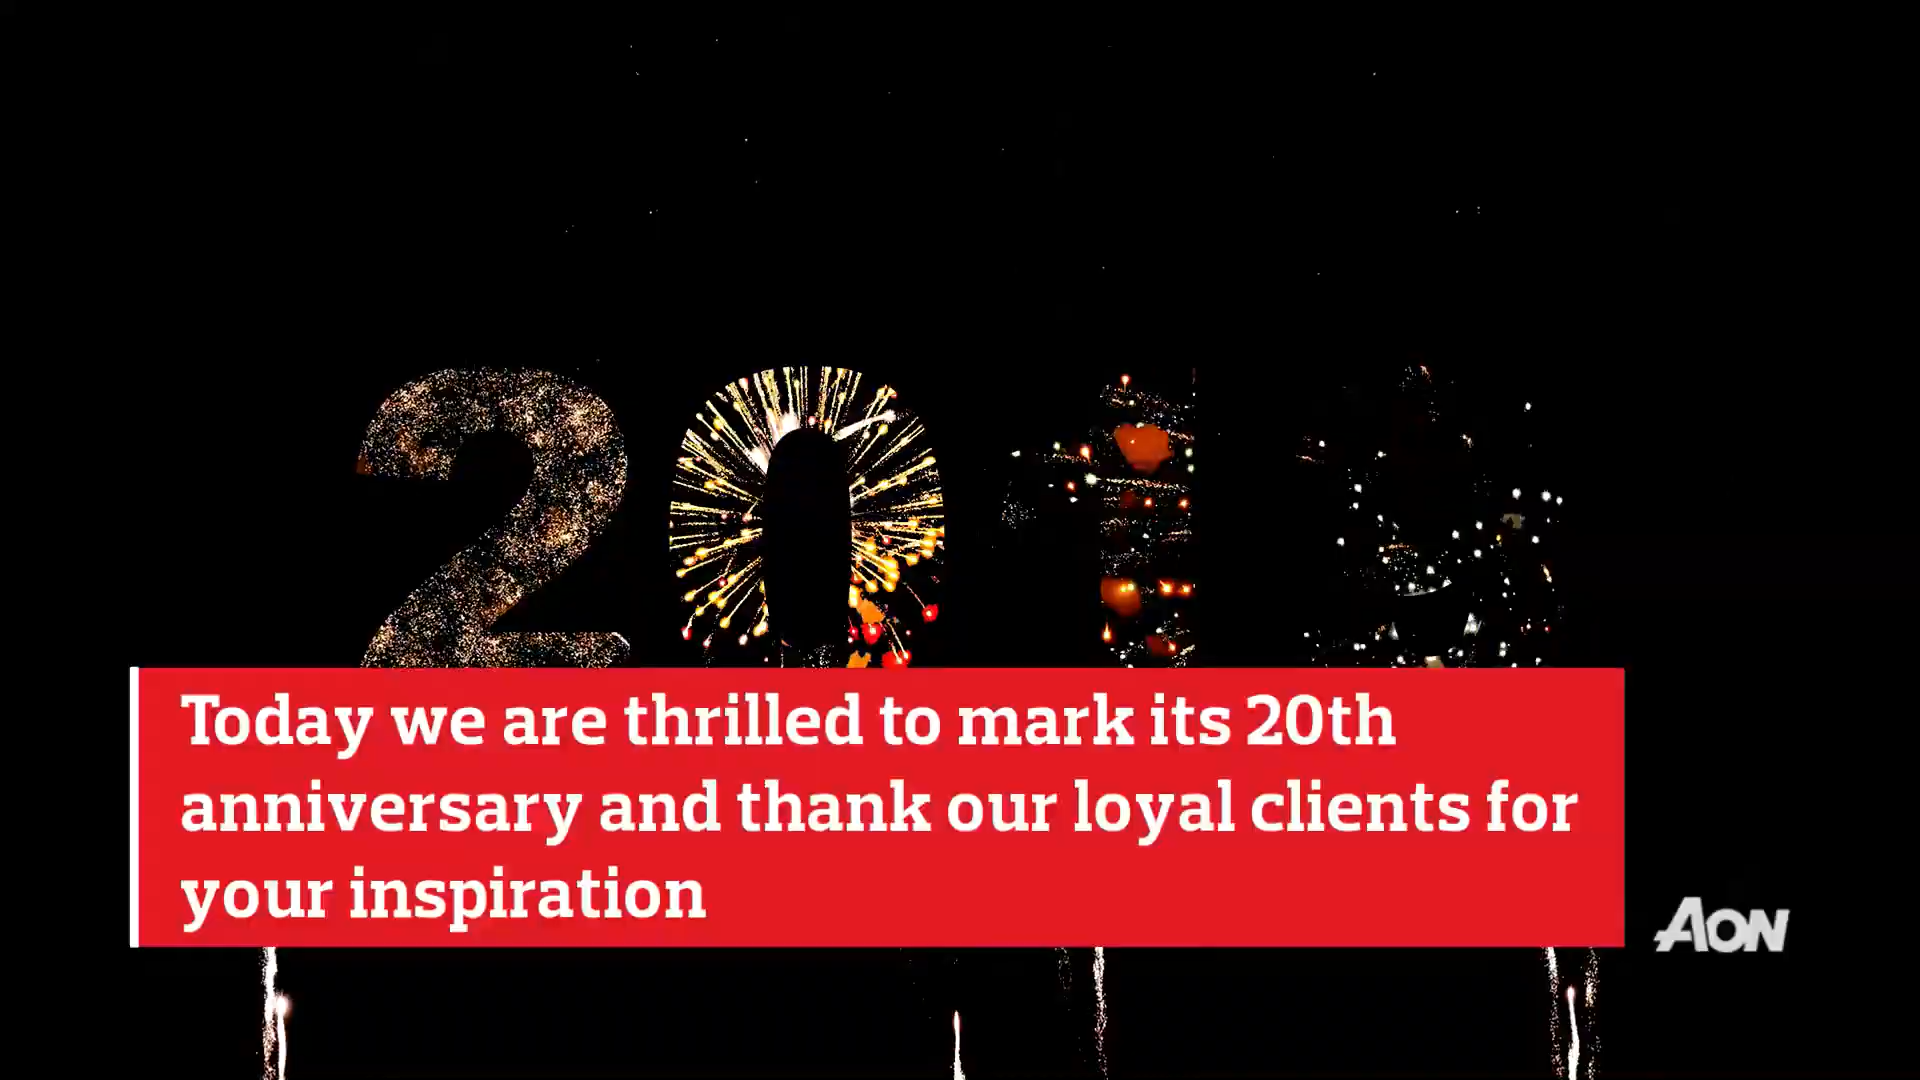 2019
Today we are thrilled to mark its 20th
anniversary and thank our loyal clients for
your inspiration
AON